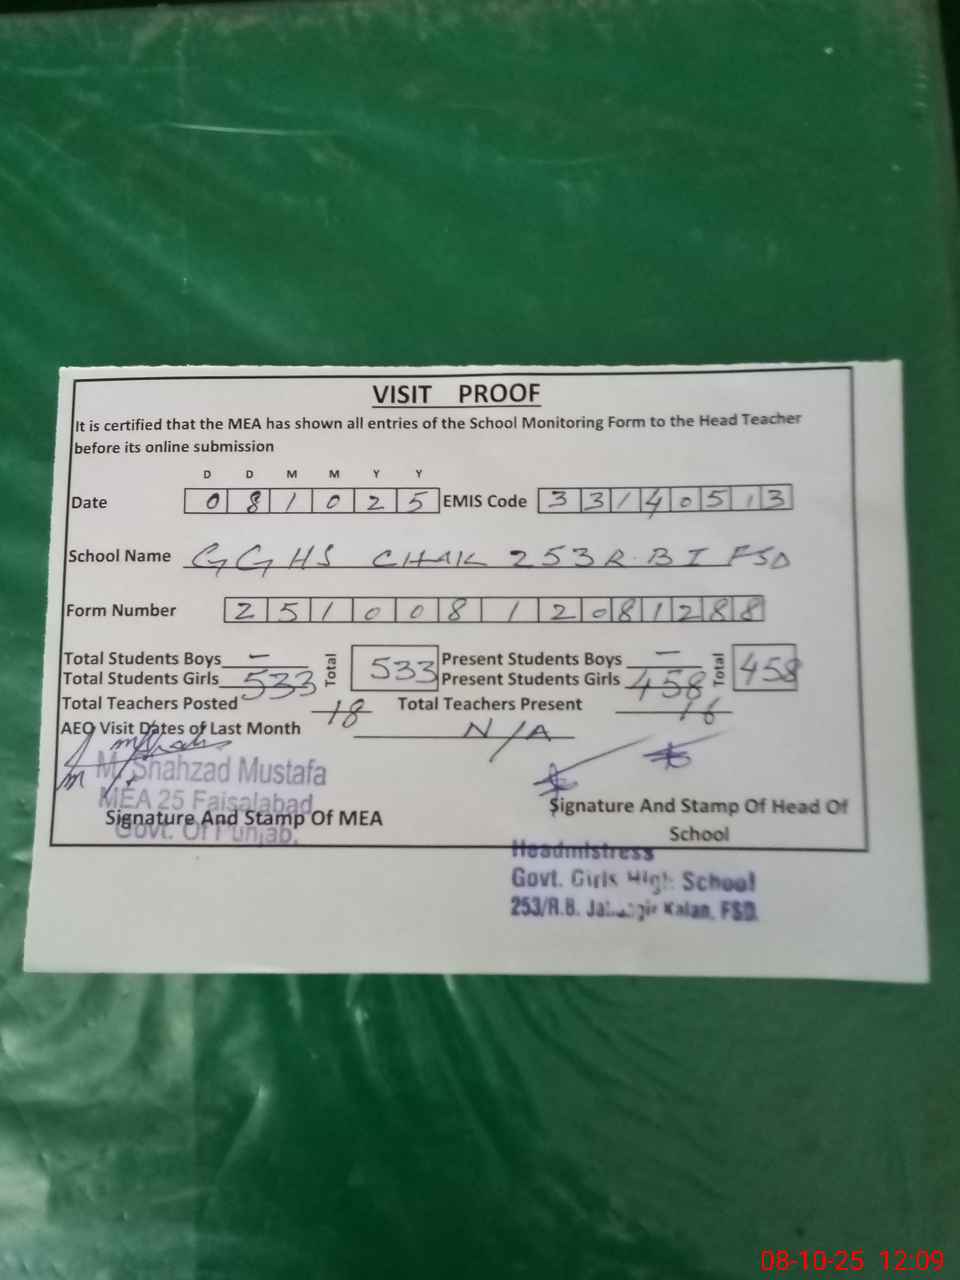 VISIT PROOF
It is certified that the MEA has shown all entries of the School Monitoring Form to the Head Teacher
before its online submission
D D M M Y Y
Date 0 8 1 0 2 5 EMIS Code 3 3 1 4 0 5 1 3
School Name GGHS CHAK 253 R.B I FSD
Form Number 2 5 1 0 0 8 1 2 0 8 1 2 8 8
Total Students Boys — Total 533 Present Students Boys — Total 458
Total Students Girls 533 Present Students Girls 458
Total Teachers Posted 18 Total Teachers Present 16
AEO Visit Dates of Last Month N/A
M. Shahzad Mustafa
MEA 25 Faisalabad
Govt. Of Punjab.
Signature And Stamp Of MEA
Signature And Stamp Of Head Of
School
Headmistress
Govt. Girls High School
253/R.B. Kalan, FSD.
08-10-25 12:09